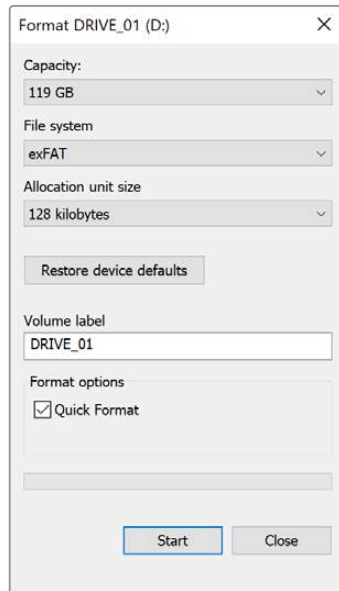 Format DRIVE_01 (D:)
Capacity:
119 GB
File system
exFAT
Allocation unit size
128 kilobytes
Restore device defaults
Volume label
DRIVE_01
Format options
Quick Format
Start Close